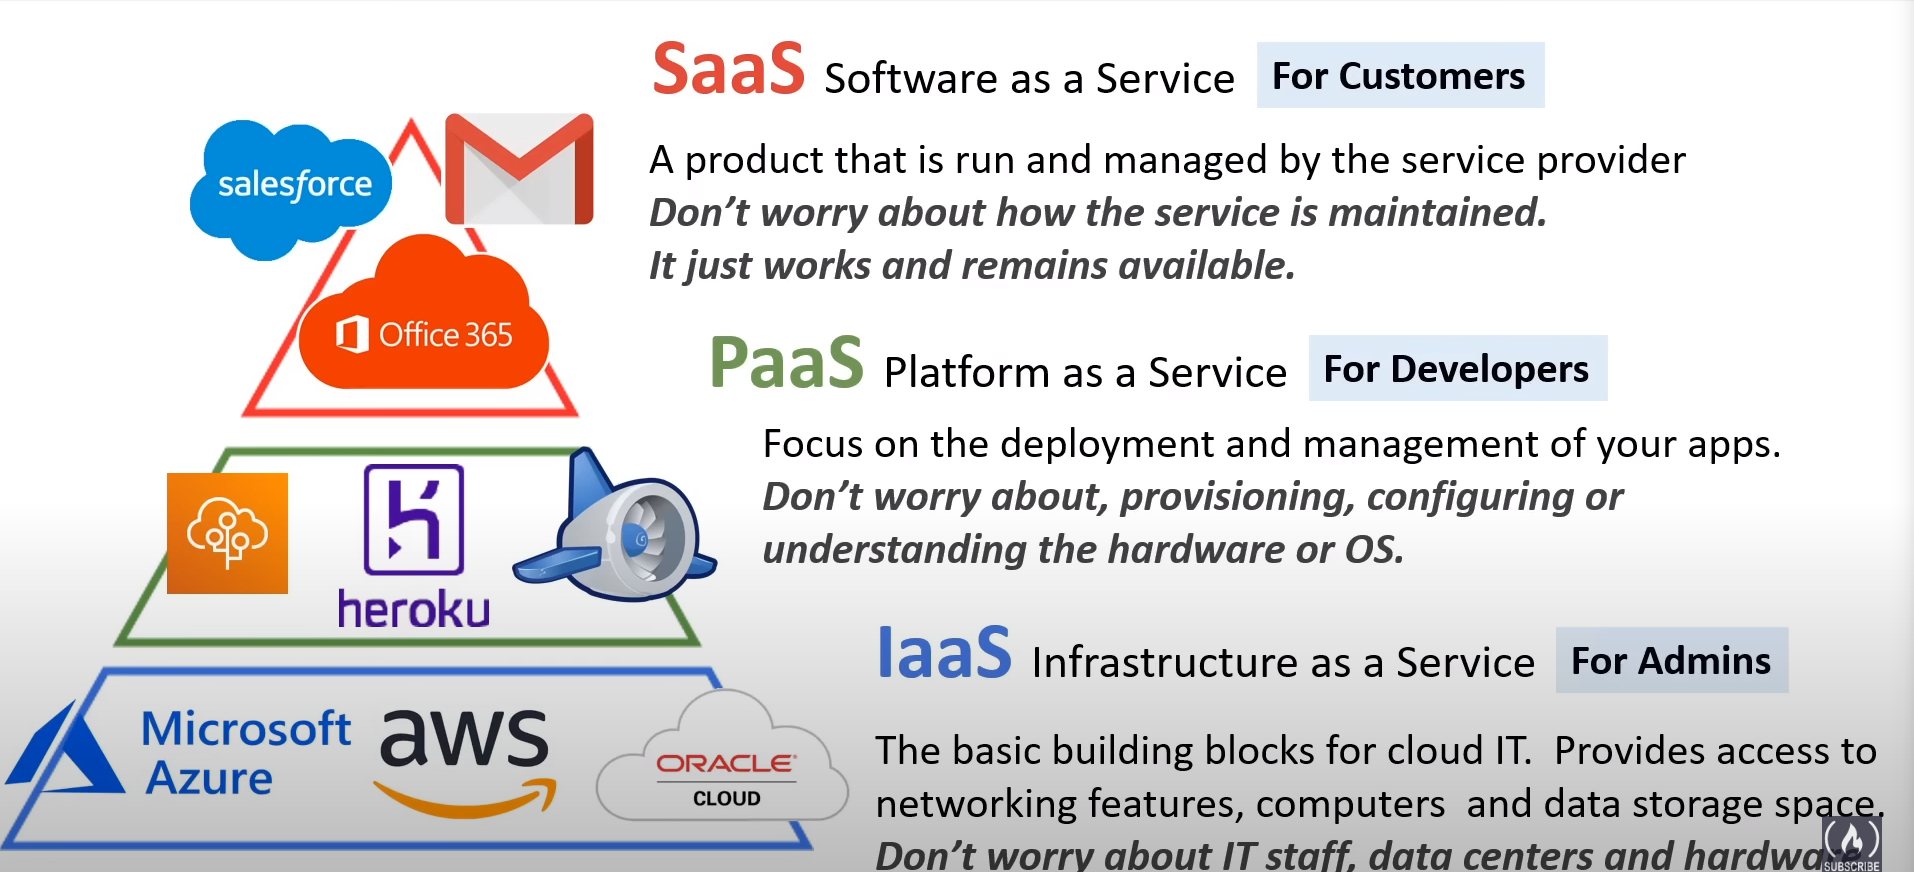 SaaS Software as a Service For Customers
A product that is run and managed by the service provider
Don't worry about how the service is maintained.
It just works and remains available.
salesforce
Office 365
PaaS Platform as a Service For Developers
Focus on the deployment and management of your apps.
Don't worry about, provisioning, configuring or
understanding the hardware or OS.
heroku
IaaS Infrastructure as a Service For Admins
The basic building blocks for cloud IT. Provides access to
networking features, computers and data storage space.
Don't worry about IT staff, data centers and hardware
Microsoft
Azure
aws
ORACLE
CLOUD
SUBSCRIBE